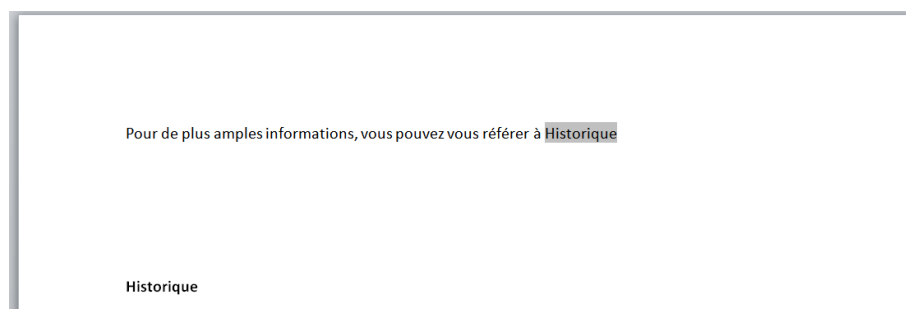 Pour de plus amples informations, vous pouvez vous référer à Historique
Historique